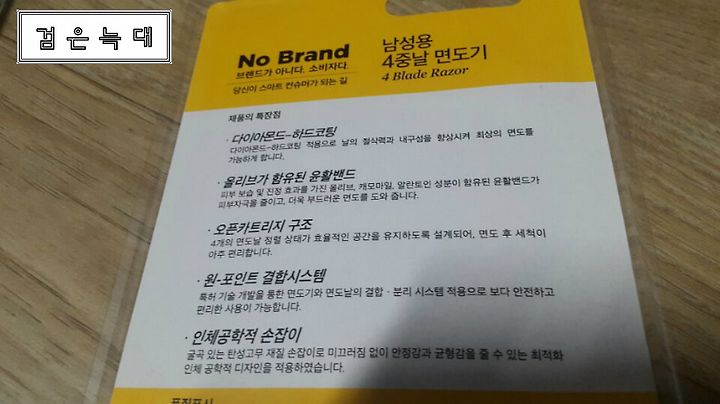 검은늑대
No Brand
브랜드가 아니다. 소비자다.
당신이 스마트 컨슈머가 되는 길
남성용
4중날 면도기
4 Blade Razor
제품의 특장점
· 다이아몬드-하드코팅
다이아몬드-하드코팅 적용으로 날의 절삭력과 내구성을 향상시켜 최상의 면도를
가능하게 합니다.
· 올리브가 함유된 윤활밴드
피부 보습 및 진정 효과를 가진 올리브, 캐모마일, 알란토인 성분이 함유된 윤활밴드가
피부자극을 줄이고, 더욱 부드러운 면도를 도와 줍니다.
· 오픈카트리지 구조
4개의 면도날 정렬 상태가 효율적인 공간을 유지하도록 설계되어, 면도 후 세척이
아주 편리합니다.
· 원-포인트 결합시스템
특허 기술 개발을 통한 면도기와 면도날의 결합 · 분리 시스템 적용으로 보다 안전하고
편리한 사용이 가능합니다.
· 인체공학적 손잡이
굴곡 있는 탄성고무 재질 손잡이로 미끄러짐 없이 안정감과 균형감을 줄 수 있는 최적화
인체 공학적 디자인을 적용하였습니다.
품질표시